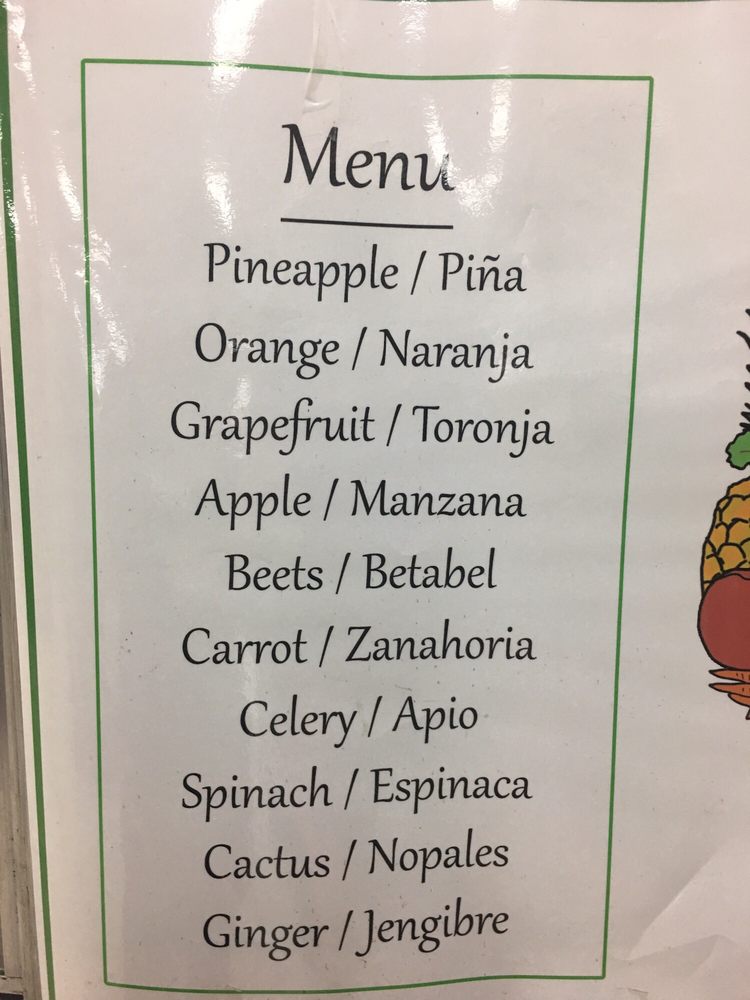 Menu
Pineapple / Piña
Orange / Naranja
Grapefruit / Toronja
Apple / Manzana
Beets / Betabel
Carrot / Zanahoria
Celery / Apio
Spinach / Espinaca
Cactus / Nopales
Ginger / Jengibre